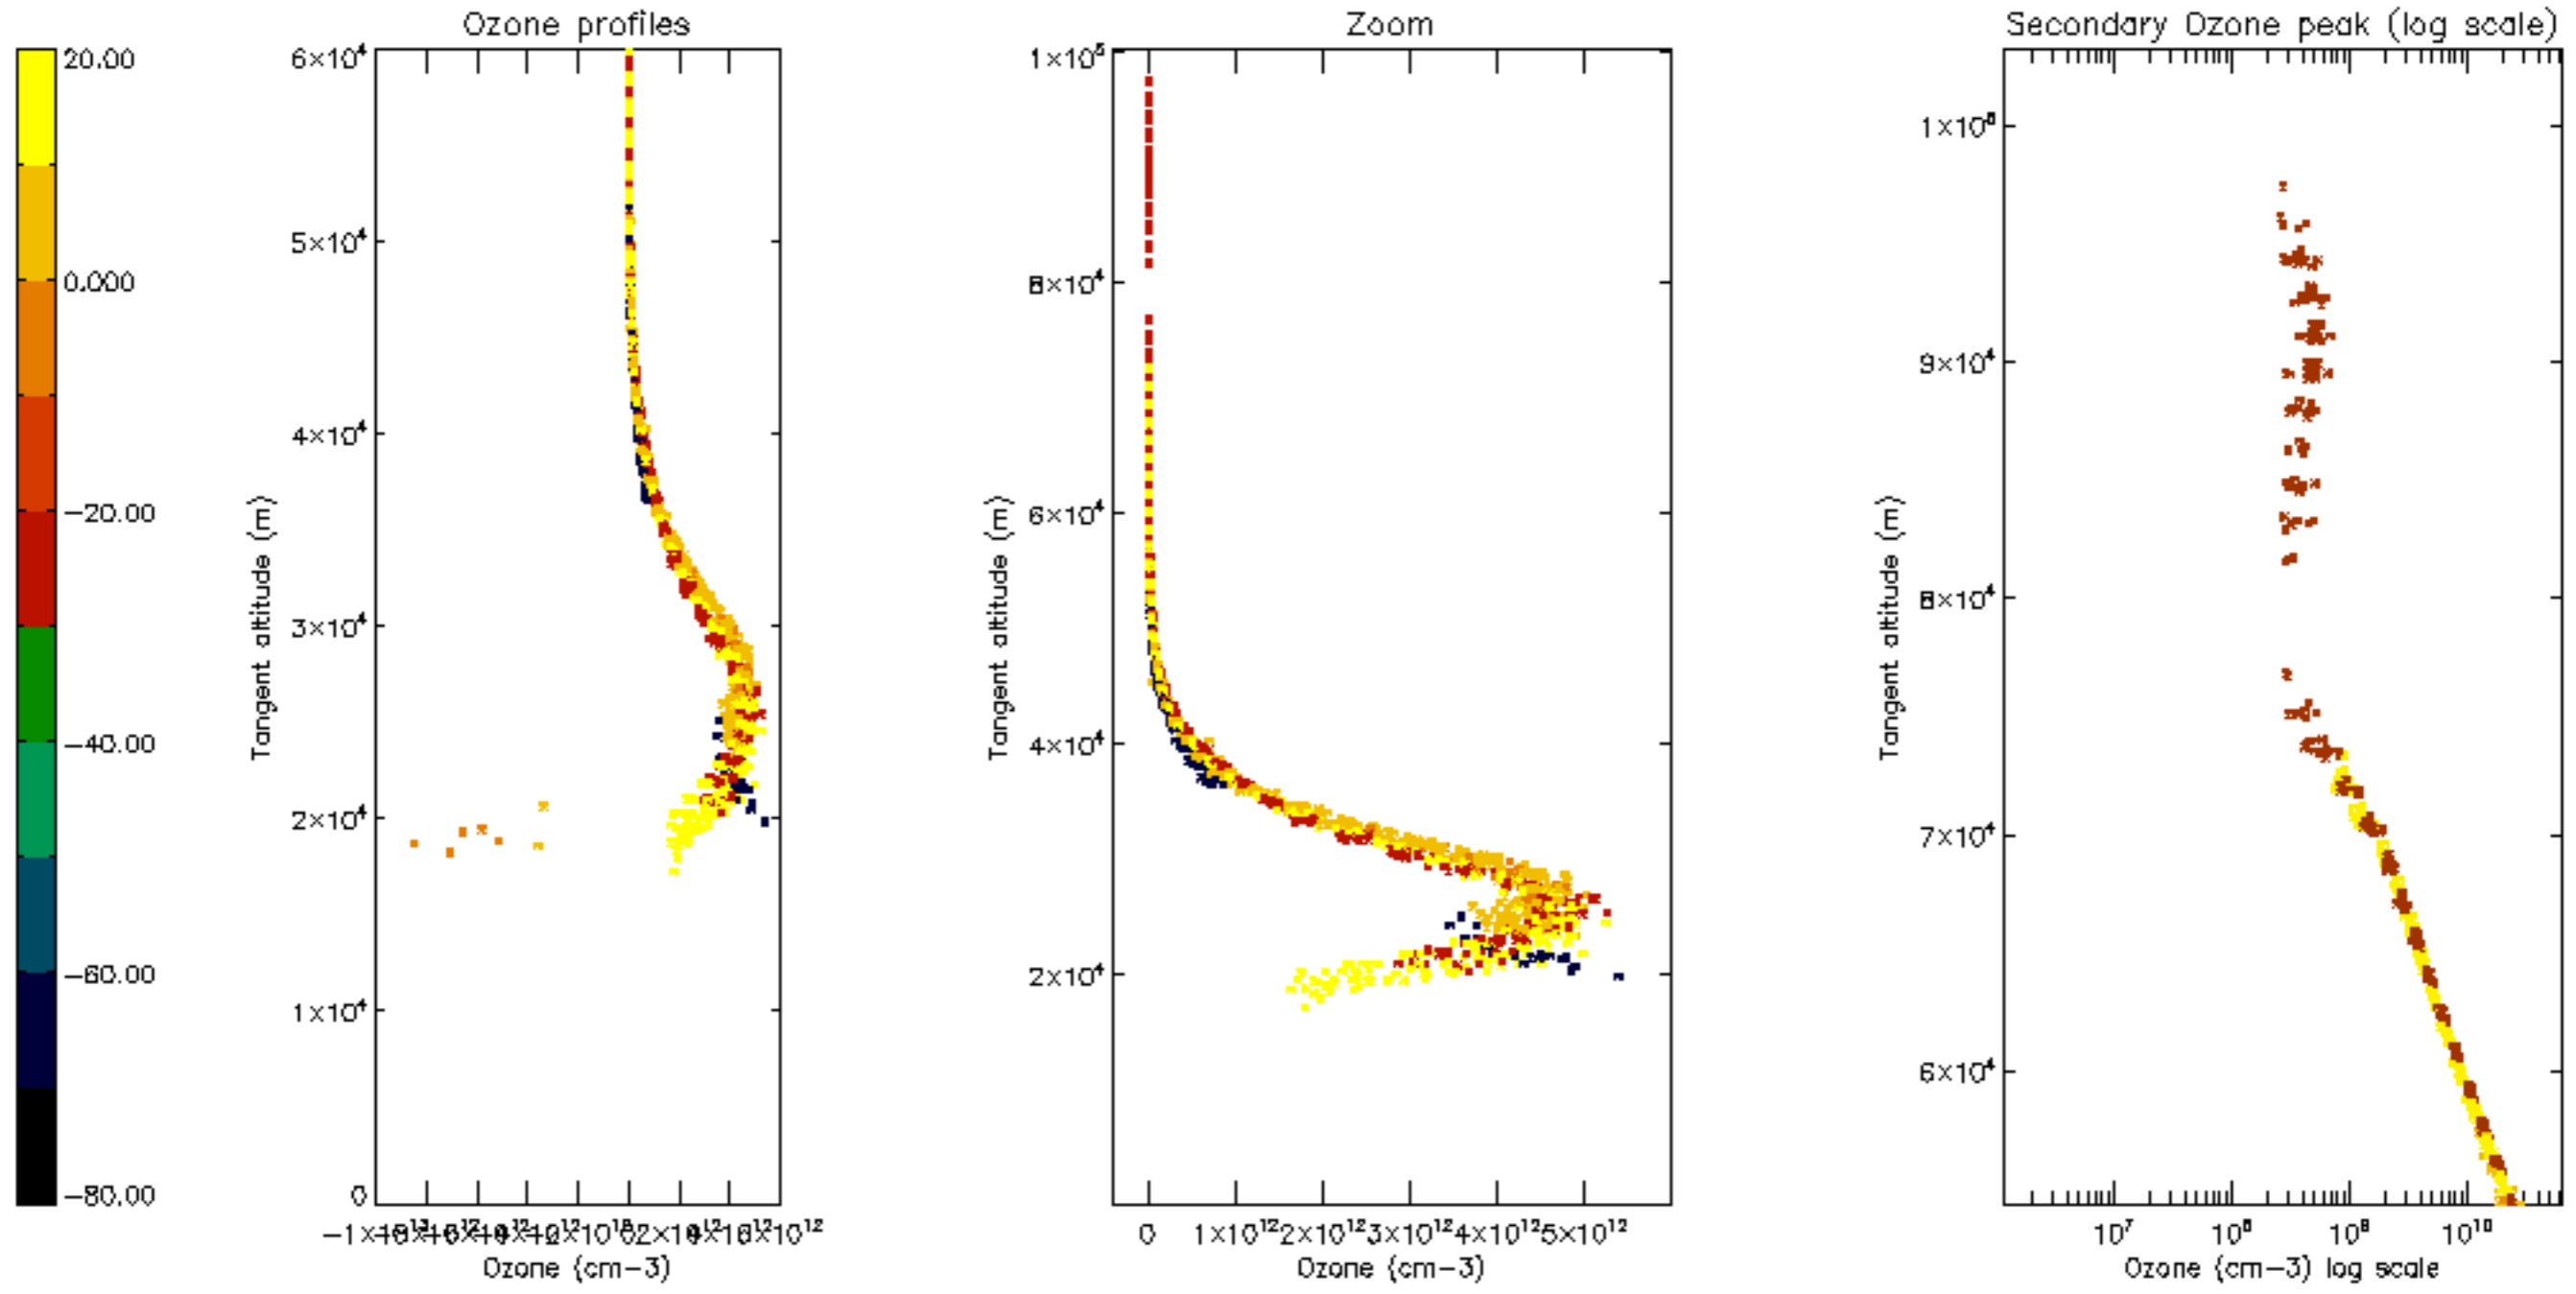 Ozone profiles
Zoom
Secondary Ozone peak (log scale)
20.00
0.000
−20.00
−40.00
−60.00
−80.00
6×10⁴
5×10⁴
4×10⁴
3×10⁴
2×10⁴
1×10⁴
0
Tangent altitude (m)
Ozone (cm−3)
1×10⁵
8×10⁴
6×10⁴
4×10⁴
2×10⁴
Tangent altitude (m)
0 1×10¹² 2×10¹² 3×10¹² 4×10¹² 5×10¹²
Ozone (cm−3)
1×10⁵
9×10⁴
8×10⁴
7×10⁴
6×10⁴
Tangent altitude (m)
10⁷ 10⁸ 10⁹ 10¹⁰
Ozone (cm−3) log scale